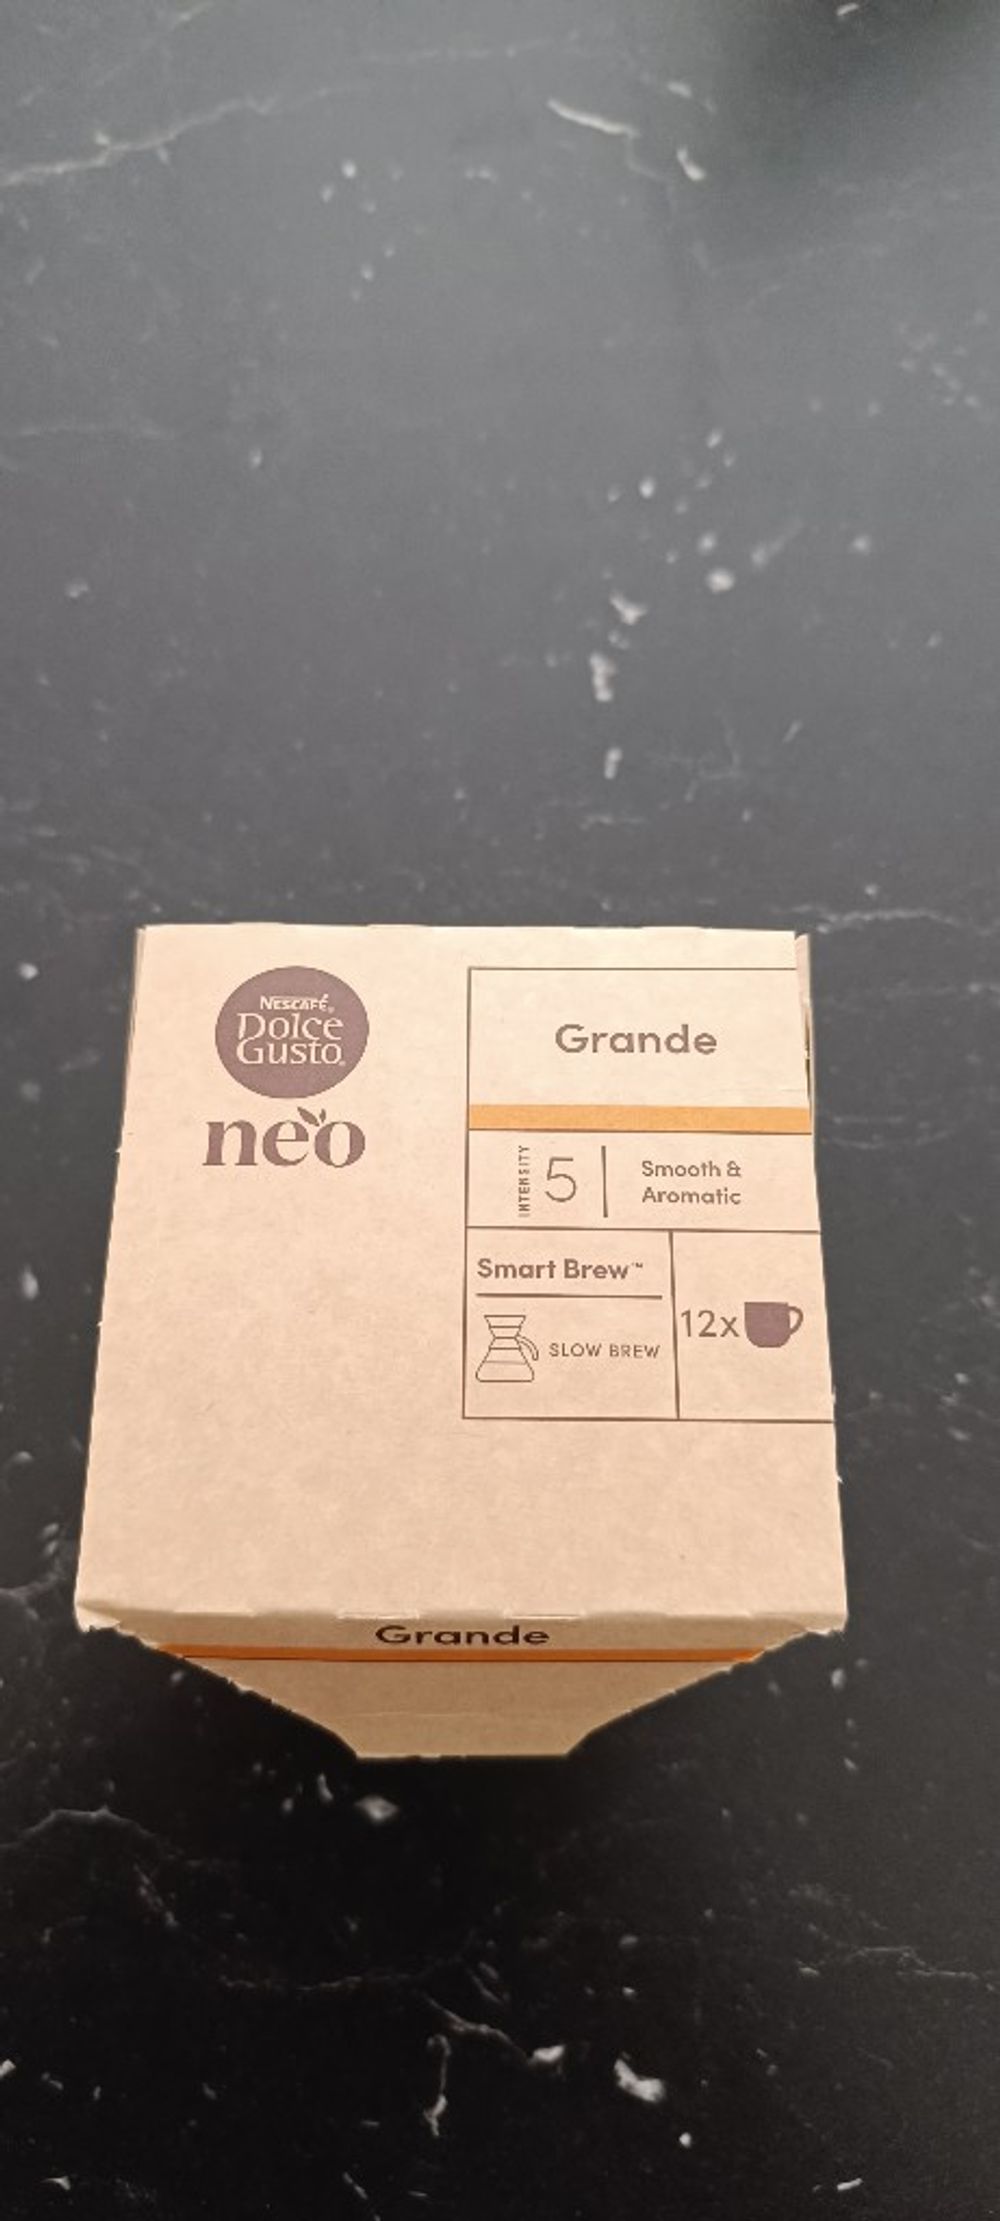 NESCAFÉ®
Dolce
Gusto®
neo
Grande
INTENSITY
5
Smooth &
Aromatic
Smart Brew™
SLOW BREW
12x
Grande